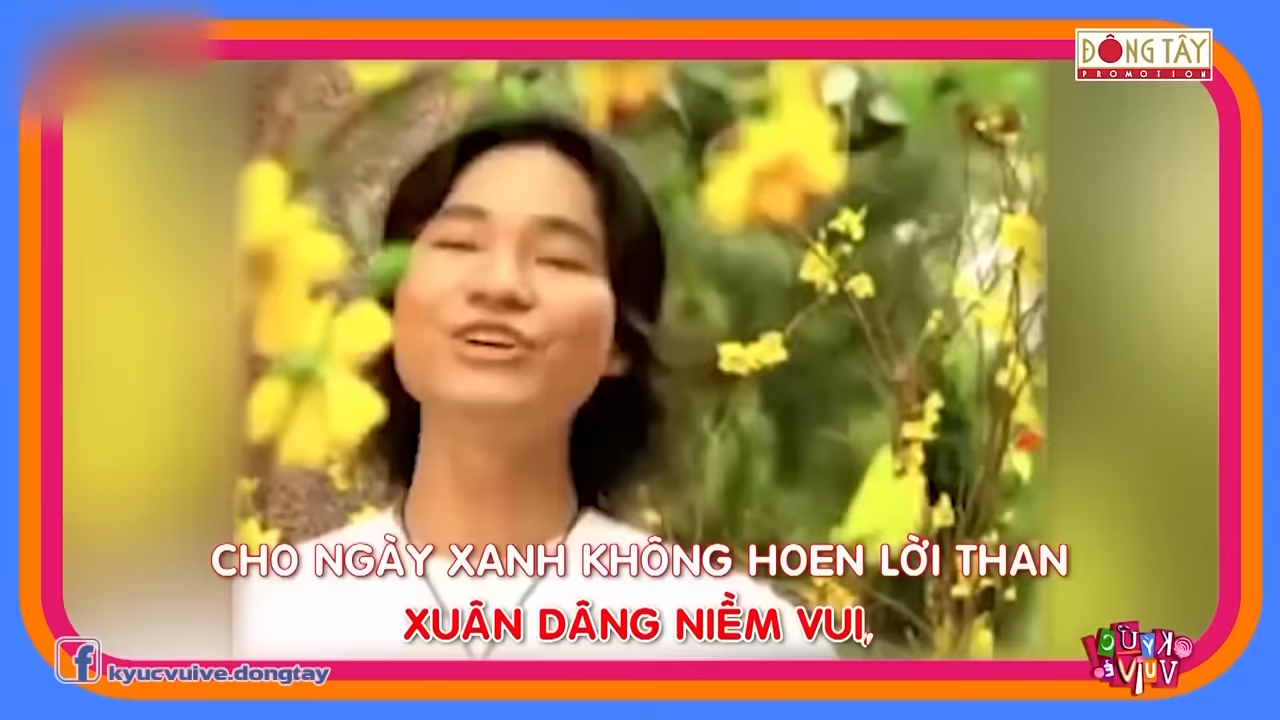 ĐÔNG TÂY
PROMOTION
CHO NGÀY XANH KHÔNG HOEN LỜI THAN
XUÂN DÂNG NIỀM VUI,
f kyucvuive.dongtay